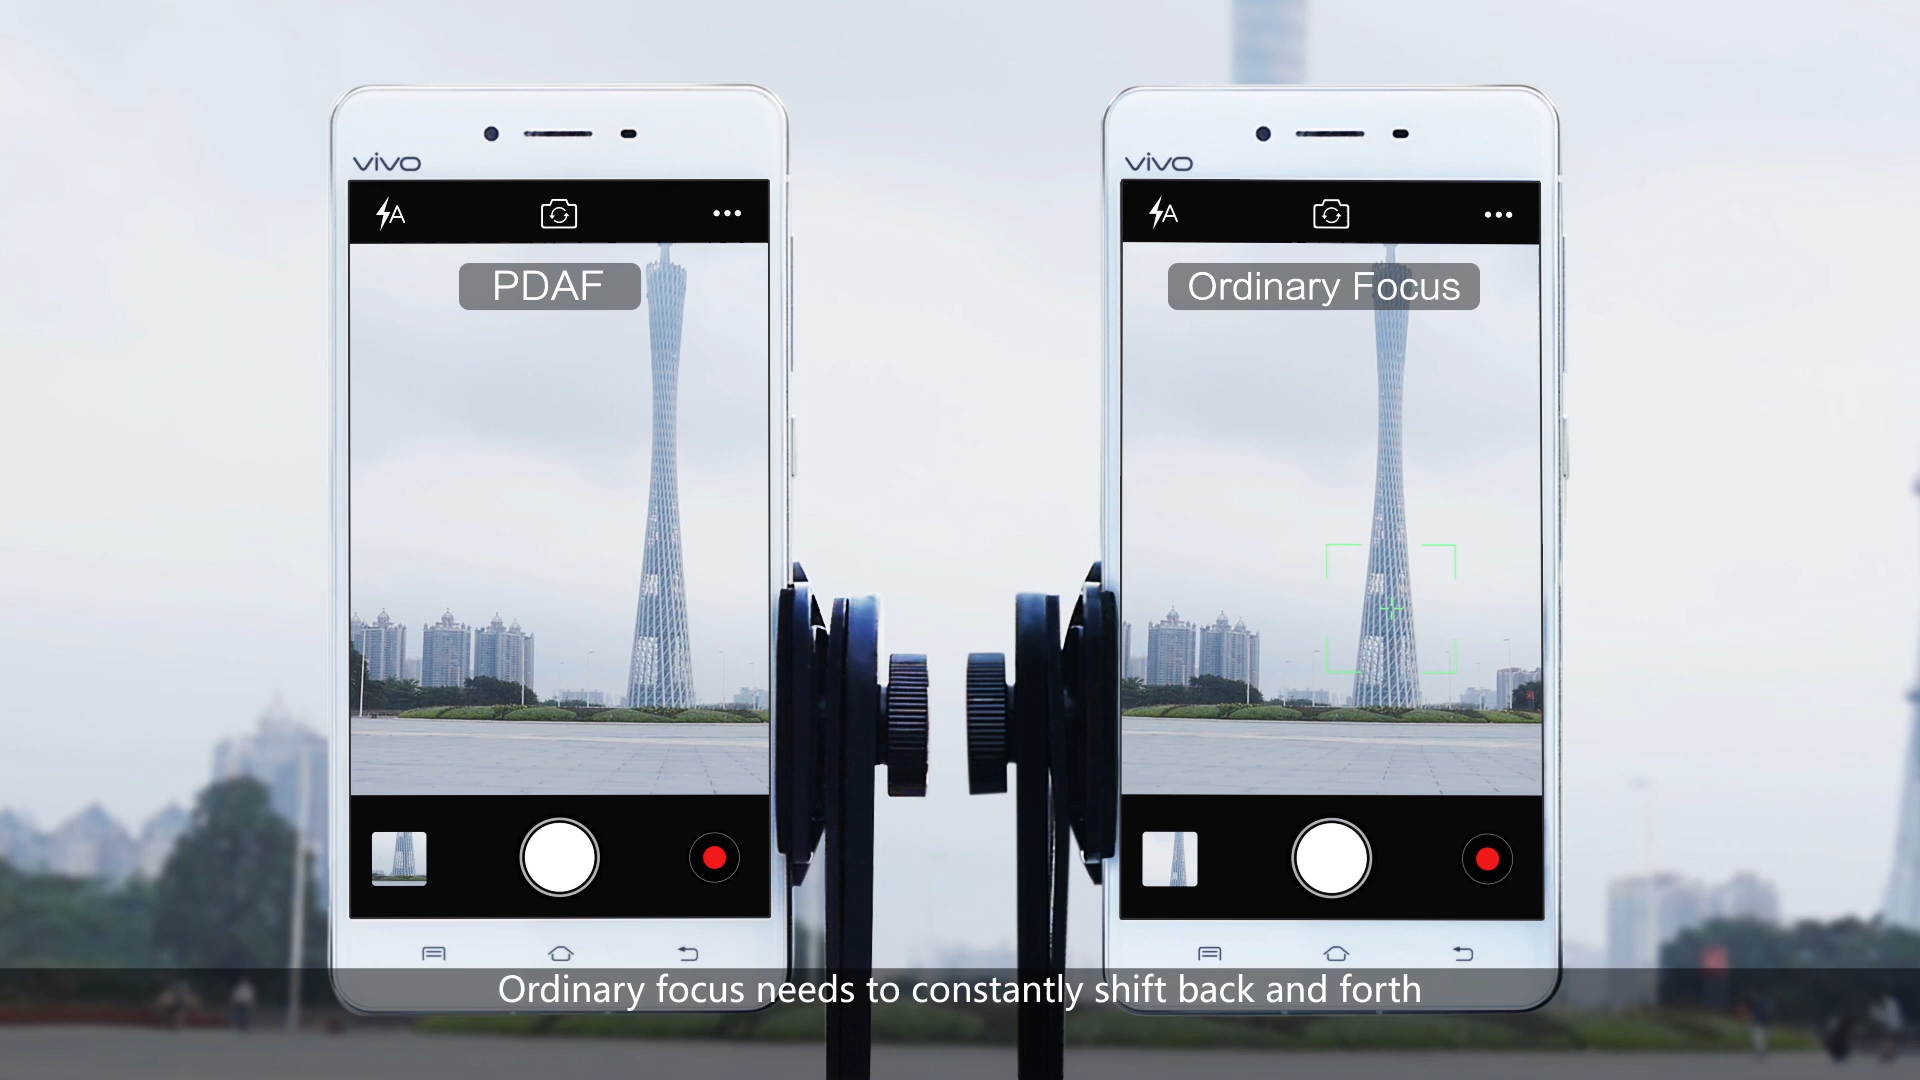 vivo
vivo
A
A
PDAF
Ordinary Focus
Ordinary focus needs to constantly shift back and forth